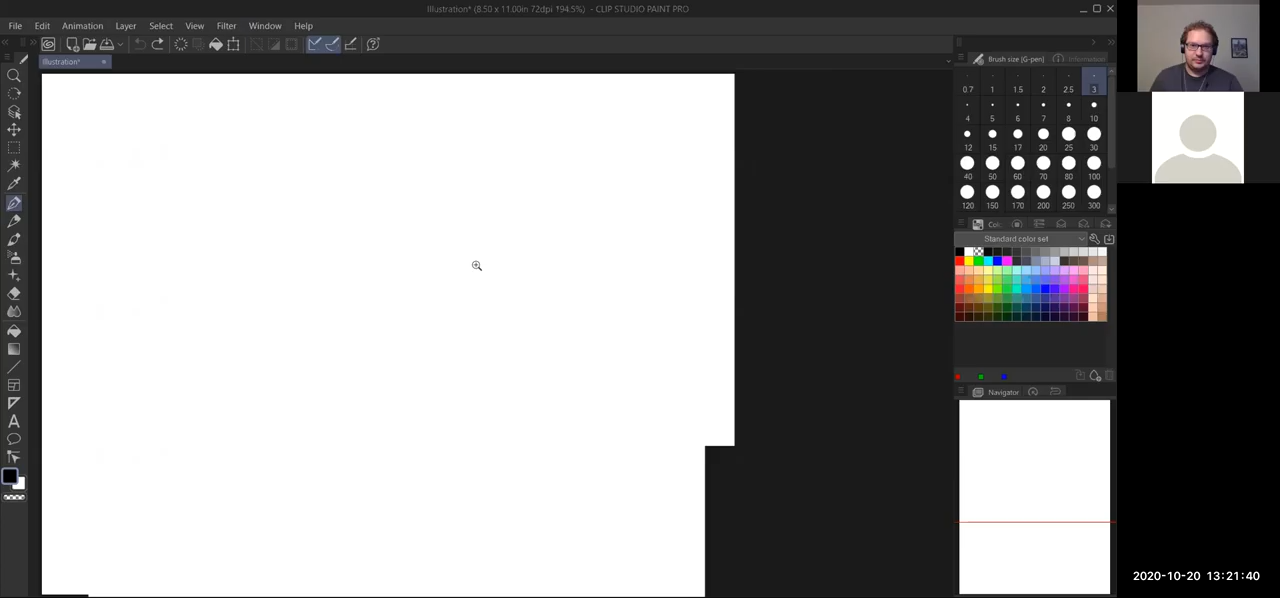 Illustration* (8.50 x 11.00in 72dpi 194.5%) - CLIP STUDIO PAINT PRO
File Edit Animation Layer Select View Filter Window Help
Illustration*
Brush size [G-pen] Information
0.7 1 1.5 2 2.5 3
4 5 6 7 8 10
12 15 17 20 25 30
40 50 60 70 80 100
120 150 170 200 250 300
Colo
Standard color set
Navigator
A
2020-10-20 13:21:40